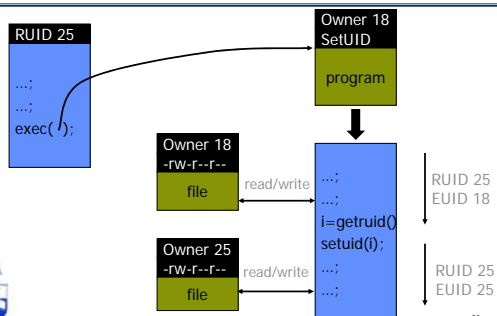 RUID 25
...;
...;
exec( );
Owner 18
SetUID
program
Owner 18
-rw-r--r--
file
read/write
...;
...;
i=getruid()
setuid(i);
...;
...;
RUID 25
EUID 18
Owner 25
-rw-r--r--
file
read/write
RUID 25
EUID 25